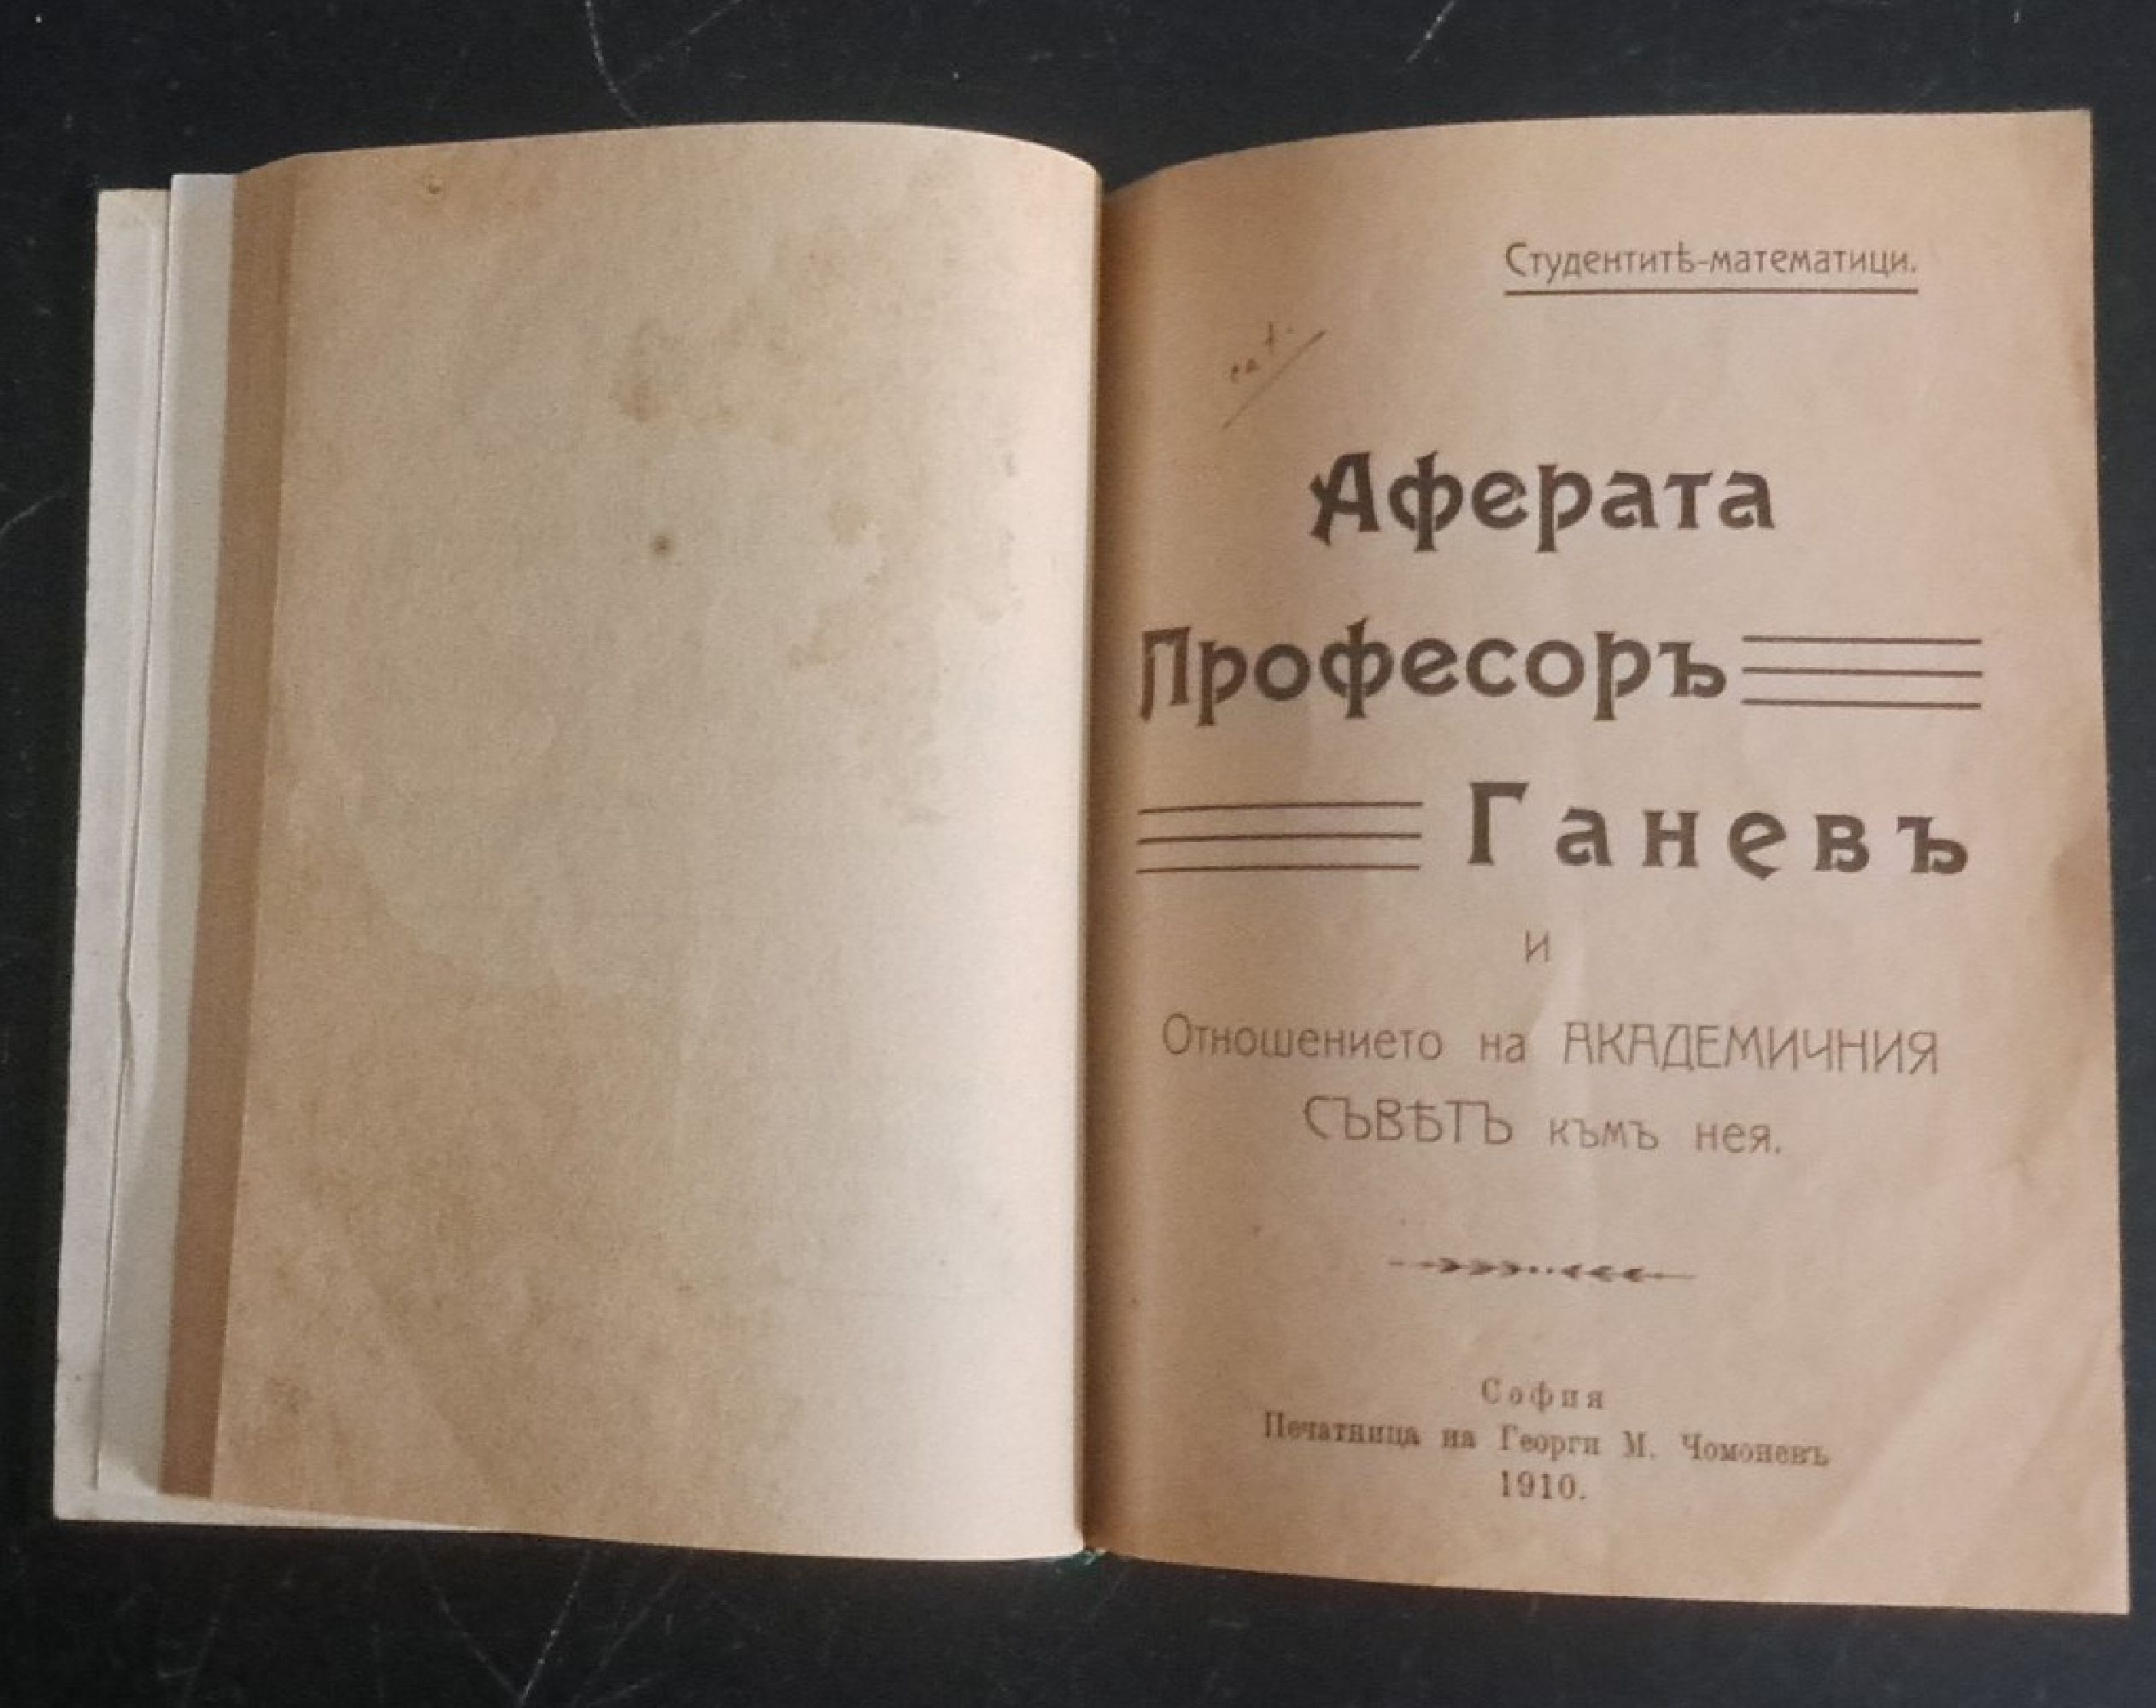 Студентитѣ-математици.
Аферата
Професоръ
Ганевъ
и
Отношението на АКАДЕМИЧНИЯ
СЪВѢТЪ къмъ нея.
София
Печатница на Георги М. Чомоневъ
1910.